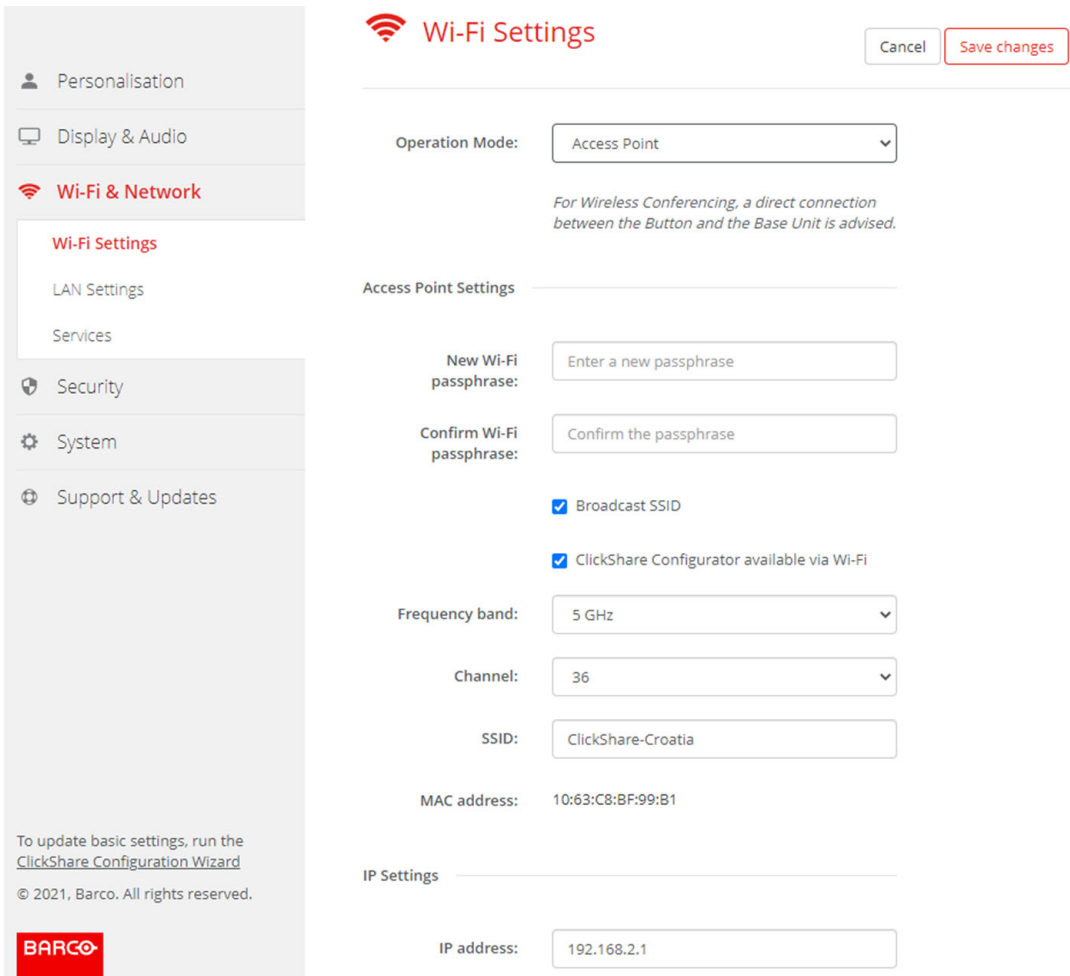 Wi-Fi Settings
Cancel
Save changes
Personalisation
Display & Audio
Wi-Fi & Network
Wi-Fi Settings
LAN Settings
Services
Security
System
Support & Updates
To update basic settings, run the
ClickShare Configuration Wizard
© 2021, Barco. All rights reserved.
BARCO
Operation Mode:
Access Point
For Wireless Conferencing, a direct connection
between the Button and the Base Unit is advised.
Access Point Settings
New Wi-Fi
passphrase:
Enter a new passphrase
Confirm Wi-Fi
passphrase:
Confirm the passphrase
Broadcast SSID
ClickShare Configurator available via Wi-Fi
Frequency band:
5 GHz
Channel:
36
SSID:
ClickShare-Croatia
MAC address:
10:63:C8:BF:99:B1
IP Settings
IP address:
192.168.2.1